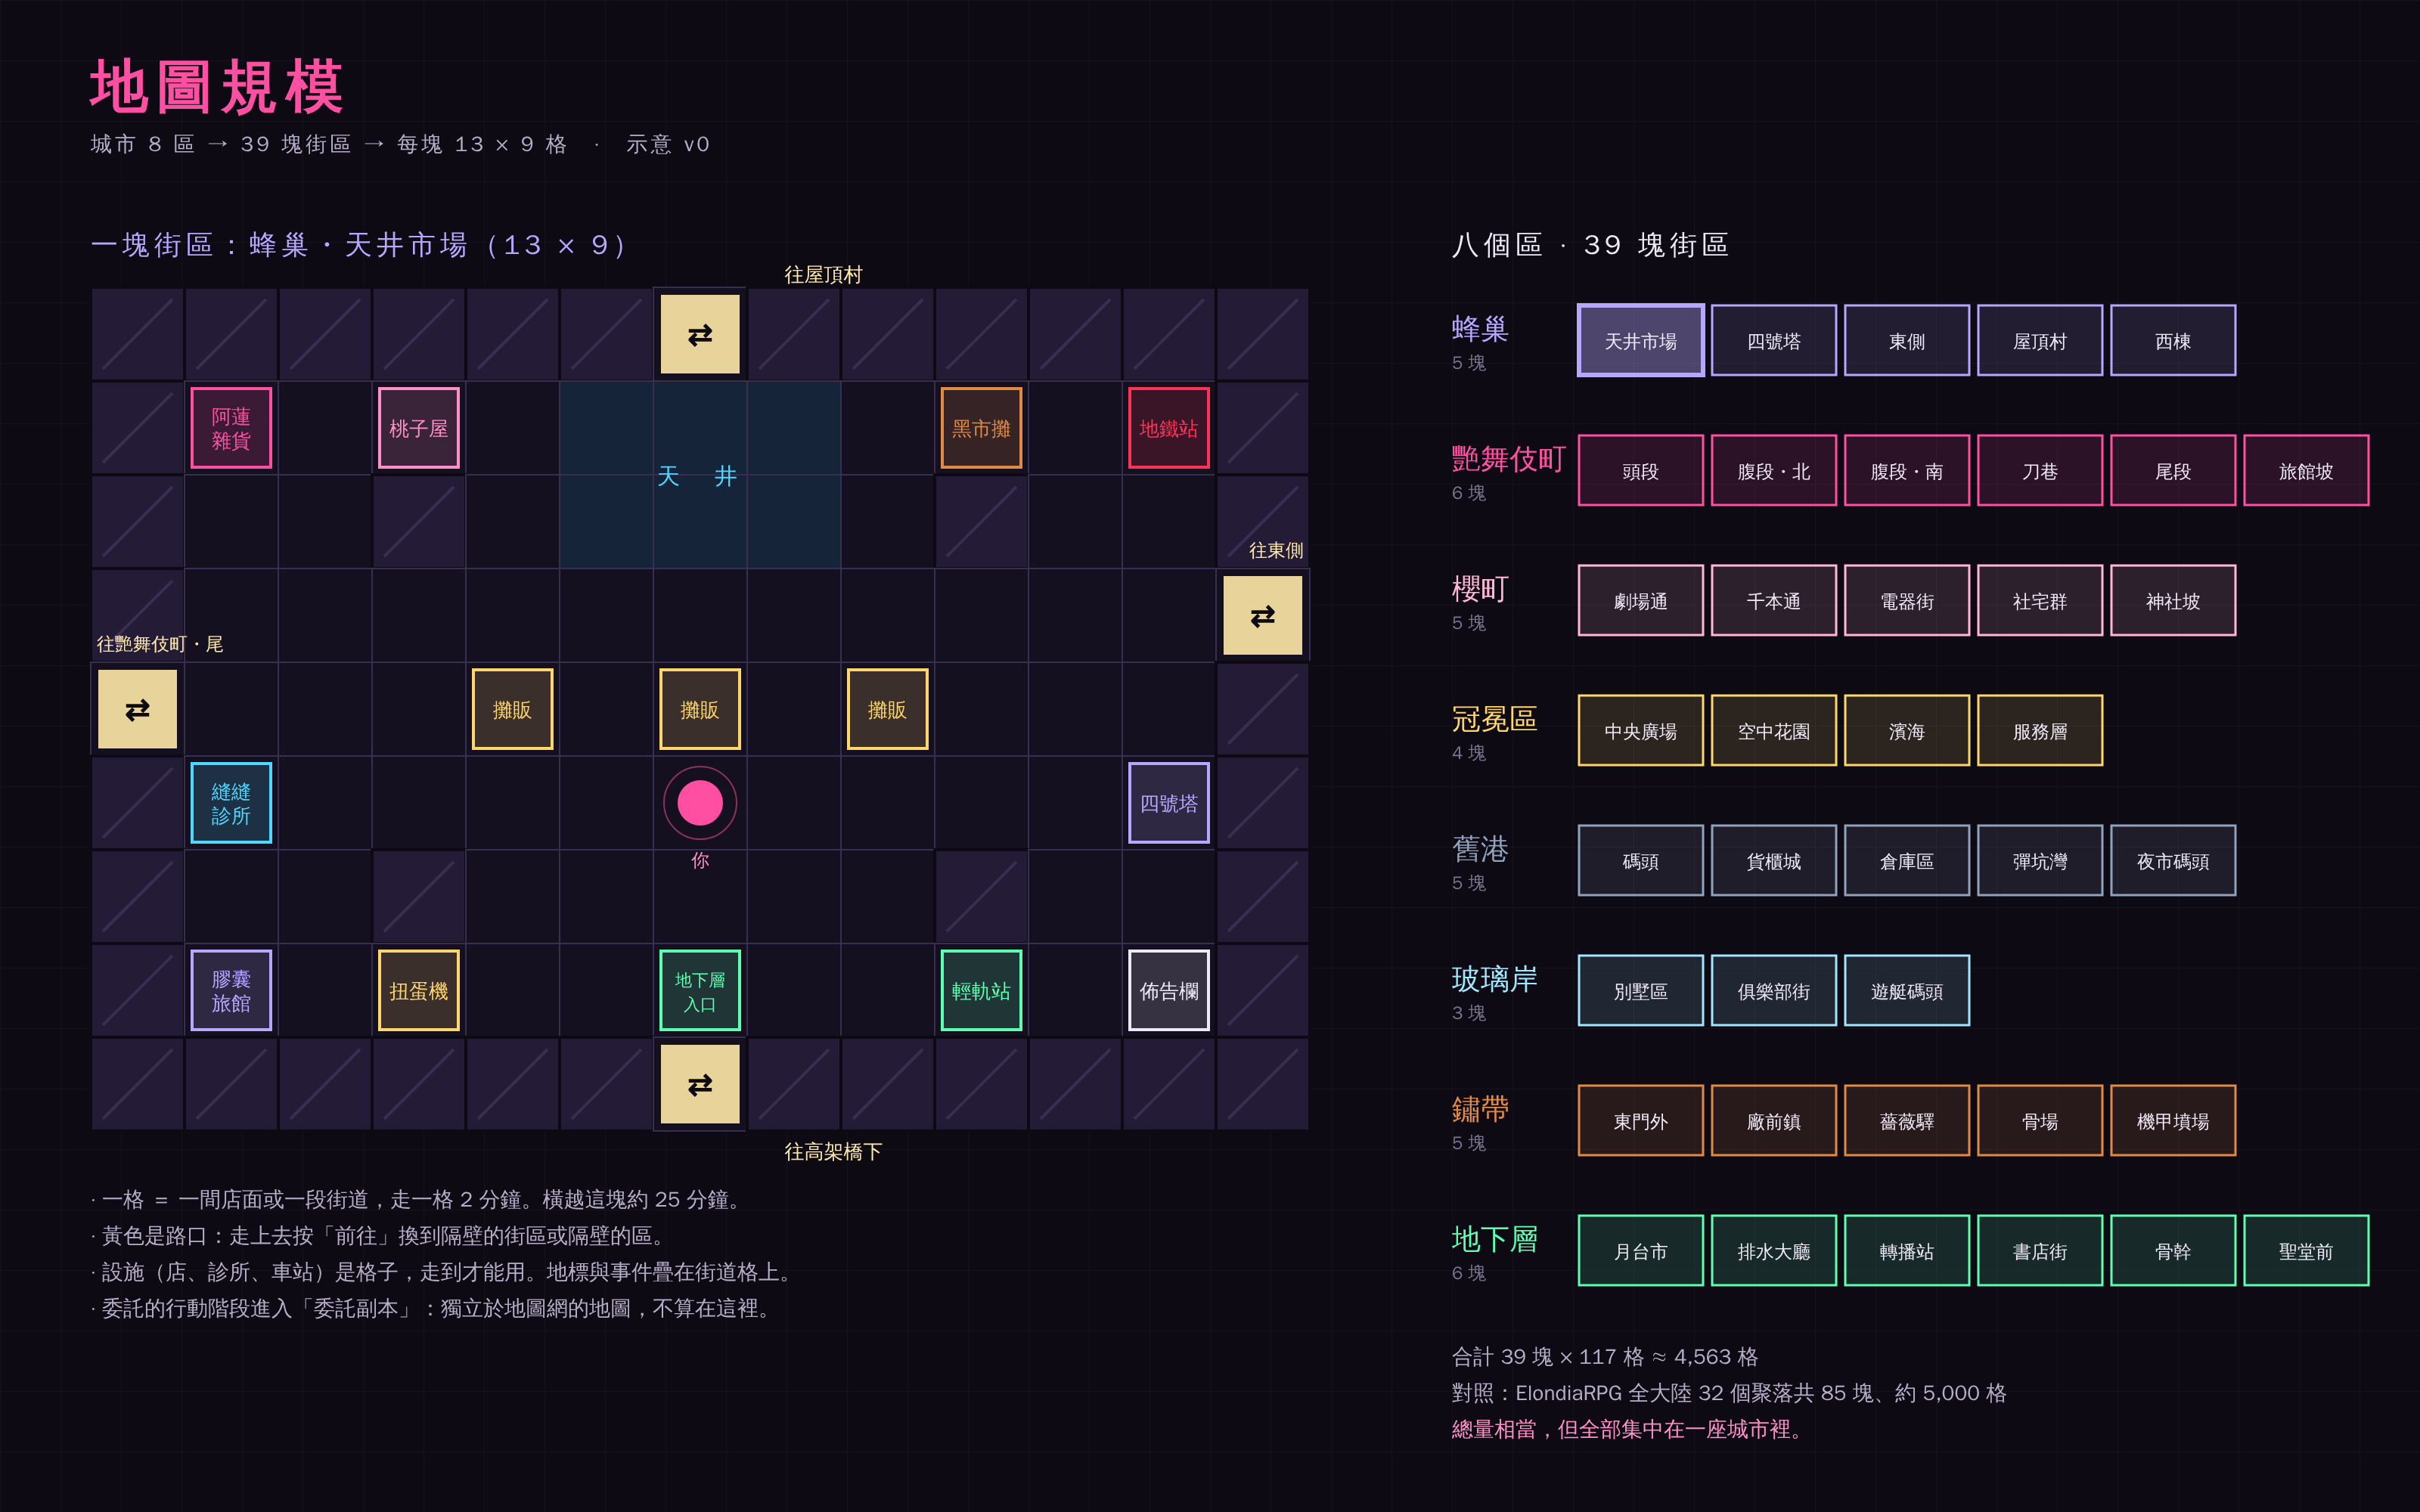 地圖規模
城市 8 區 → 39 塊街區 → 每塊 13 × 9 格 · 示意 v0
一塊街區：蜂巢・天井市場（13 × 9）
往屋頂村
⇄
阿蓮
雜貨
桃子屋
天 井
黑市攤
地鐵站
往東側
⇄
往艷舞伎町・尾
⇄
攤販
攤販
攤販
縫縫
診所
四號塔
你
膠囊
旅館
扭蛋機
地下層
入口
輕軌站
佈告欄
⇄
往高架橋下
· 一格 ＝ 一間店面或一段街道，走一格 2 分鐘。橫越這塊約 25 分鐘。
· 黃色是路口：走上去按「前往」換到隔壁的街區或隔壁的區。
· 設施（店、診所、車站）是格子，走到才能用。地標與事件疊在街道格上。
· 委託的行動階段進入「委託副本」：獨立於地圖網的地圖，不算在這裡。
八個區 · 39 塊街區
蜂巢
5 塊
天井市場 四號塔 東側 屋頂村 西棟
艷舞伎町
6 塊
頭段 腹段・北 腹段・南 刀巷 尾段 旅館坡
櫻町
5 塊
劇場通 千本通 電器街 社宅群 神社坡
冠冕區
4 塊
中央廣場 空中花園 濱海 服務層
舊港
5 塊
碼頭 貨櫃城 倉庫區 彈坑灣 夜市碼頭
玻璃岸
3 塊
別墅區 俱樂部街 遊艇碼頭
鏽帶
5 塊
東門外 廠前鎮 薔薇驛 骨場 機甲墳場
地下層
6 塊
月台市 排水大廳 轉播站 書店街 骨幹 聖堂前
合計 39 塊 × 117 格 ≈ 4,563 格
對照：ElondiaRPG 全大陸 32 個聚落共 85 塊、約 5,000 格
總量相當，但全部集中在一座城市裡。